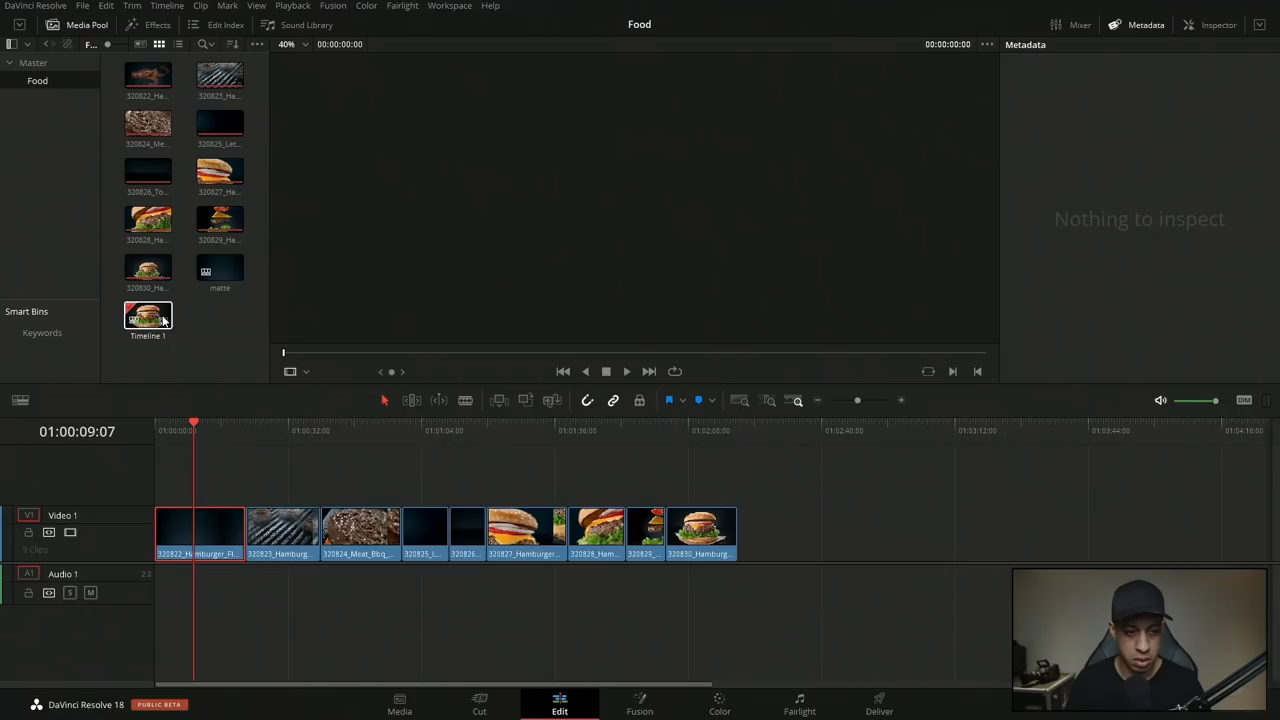 DaVinci Resolve File Edit Trim Timeline Clip Mark View Playback Fusion Color Fairlight Workspace Help
Media Pool Effects Edit Index Sound Library Food Mixer Metadata Inspector
F... 40% 00:00:00:00 00:00:00:00 Metadata
Master
Food
320822_Ha... 320823_Ha...
320824_Me... 320825_Let...
320826_To... 320827_Ha...
320828_Ha... 320829_Ha...
320830_Ha... matte
Timeline 1
Smart Bins
Keywords
Nothing to inspect
DIM
01:00:09:07
01:00:00:00 01:00:32:00 01:01:04:00 01:01:36:00 01:02:08:00 01:02:40:00 01:03:12:00 01:03:44:00 01:04:16:00
V1 Video 1
9 Clips
320822_Hamburger_Fl... 320823_Hamburg... 320824_Meat_Bbq_... 320825_L... 320826... 320827_Hamburger... 320828_Ham... 320829_... 320830_Hamburg...
A1 Audio 1 2.0
S M
DaVinci Resolve 18 PUBLIC BETA
Media Cut Edit Fusion Color Fairlight Deliver